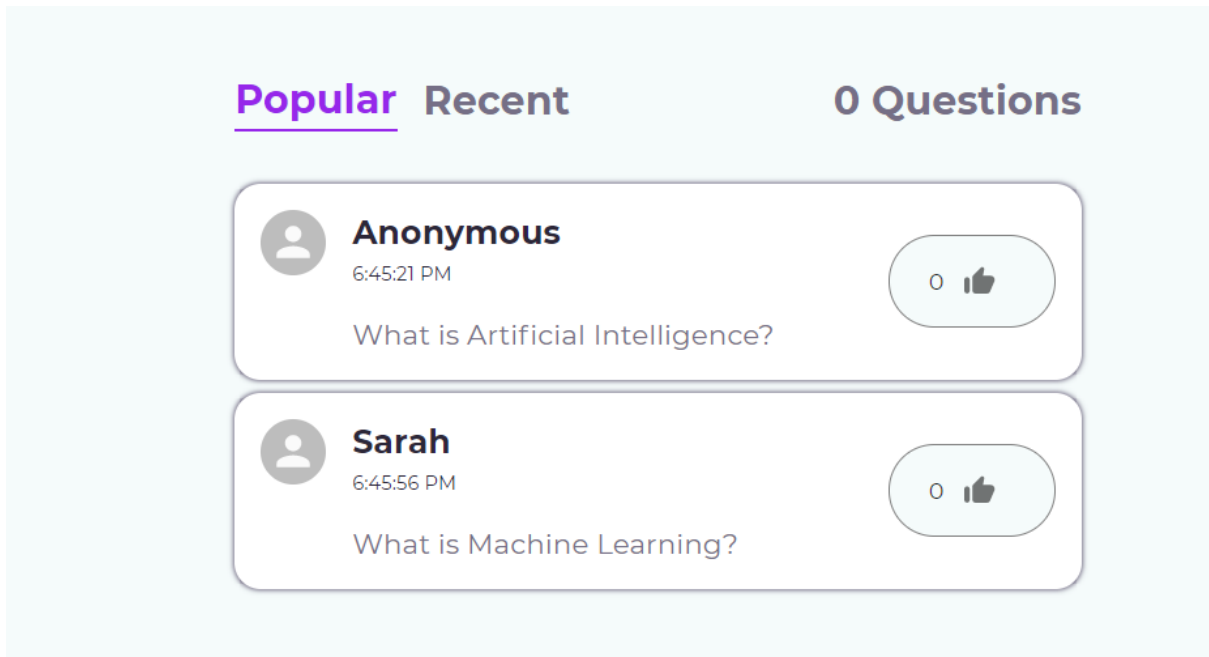 Popular Recent 0 Questions
Anonymous
6:45:21 PM
0
What is Artificial Intelligence?
Sarah
6:45:56 PM
0
What is Machine Learning?